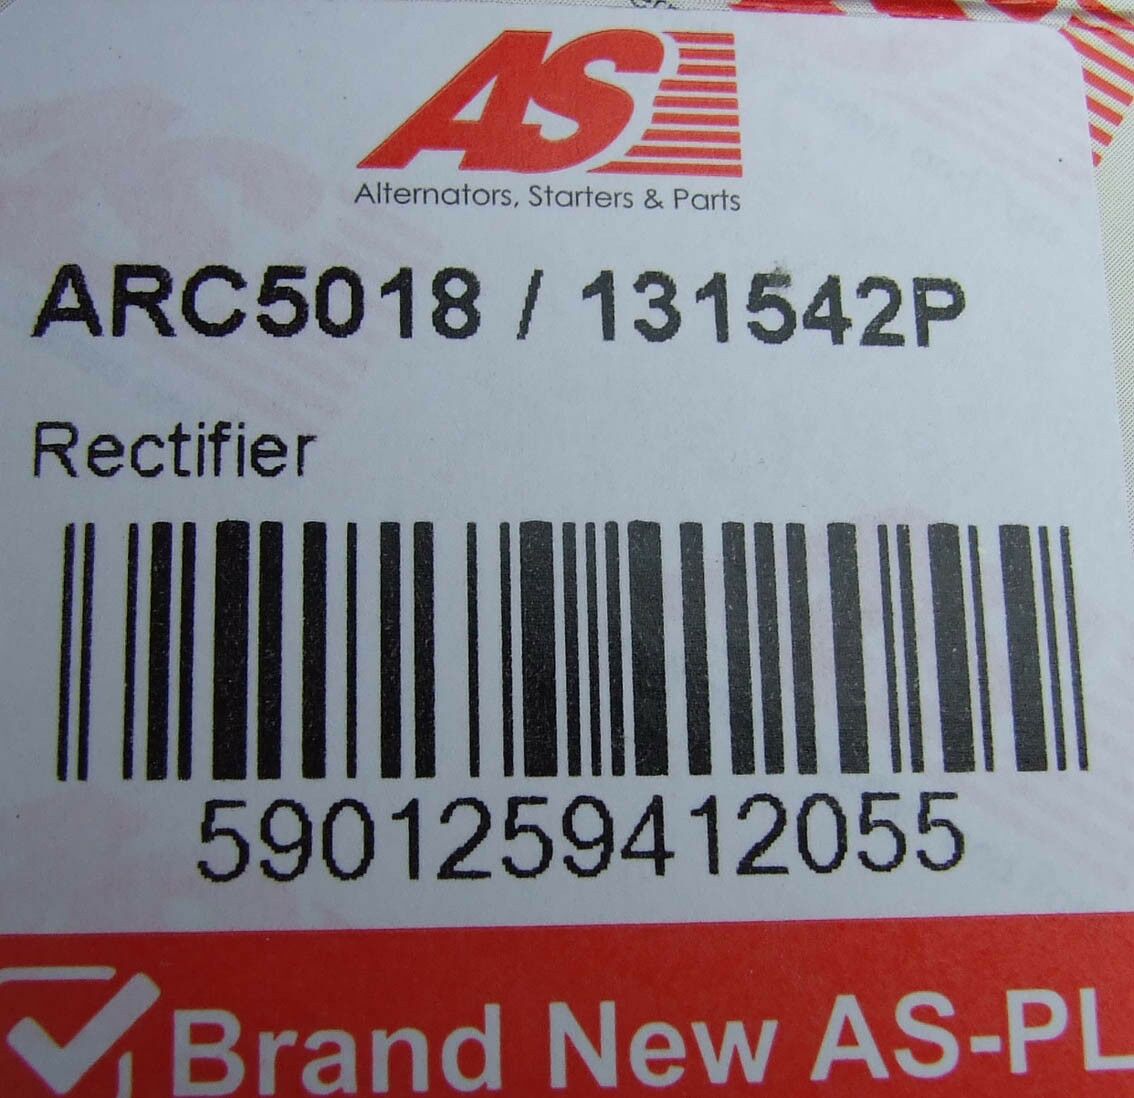 AS
Alternators, Starters & Parts
ARC5018 / 131542P
Rectifier
5901259412055
Brand New AS-PL